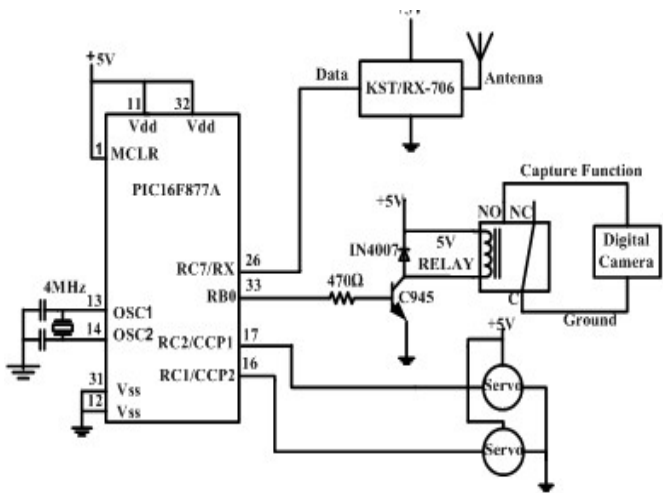 +5V
+5V
11
32
Vdd
Vdd
1
MCLR
PIC16F877A
Data
KST/RX-706
Antenna
Capture Function
+5V
NO
NC
IN4007
5V
RELAY
Digital
Camera
RC7/RX
26
470Ω
C945
C
Ground
4MHz
RB0
33
13
OSC1
14
OSC2
RC2/CCP1
17
+5V
RC1/CCP2
16
Servo
31
Vss
12
Vss
Servo